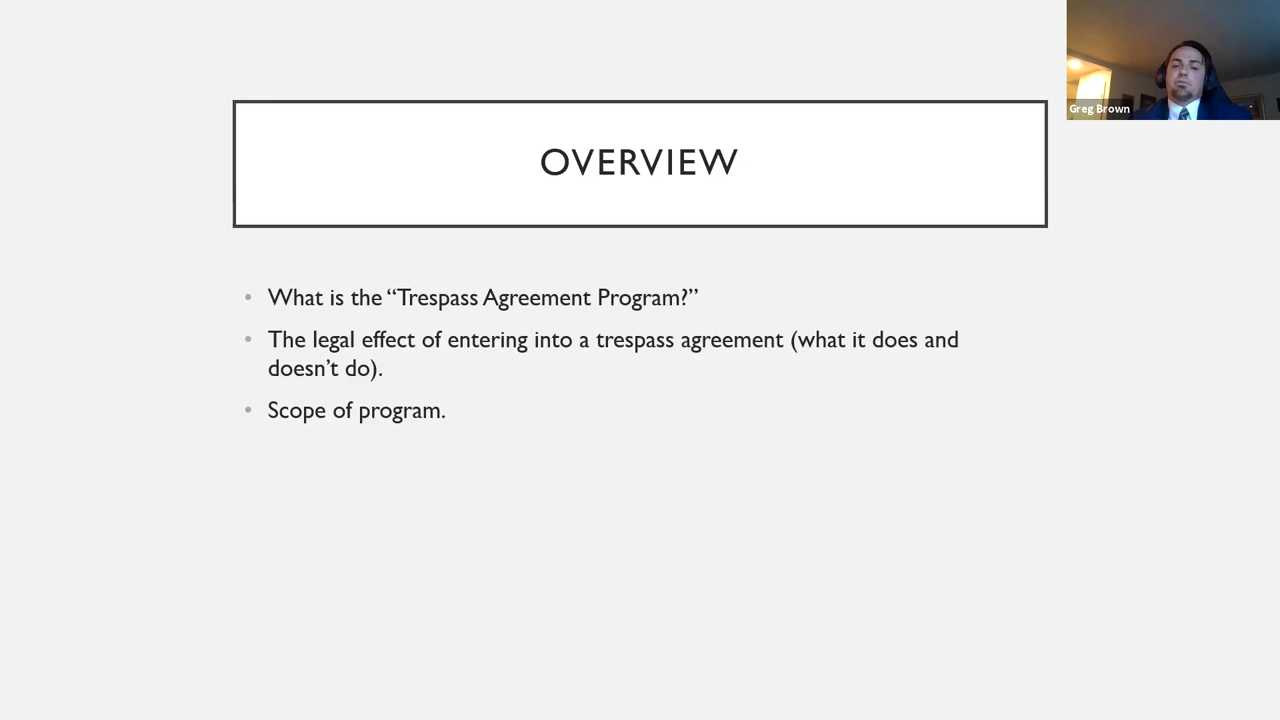 Greg Brown
OVERVIEW
• What is the “Trespass Agreement Program?”
• The legal effect of entering into a trespass agreement (what it does and
doesn’t do).
• Scope of program.